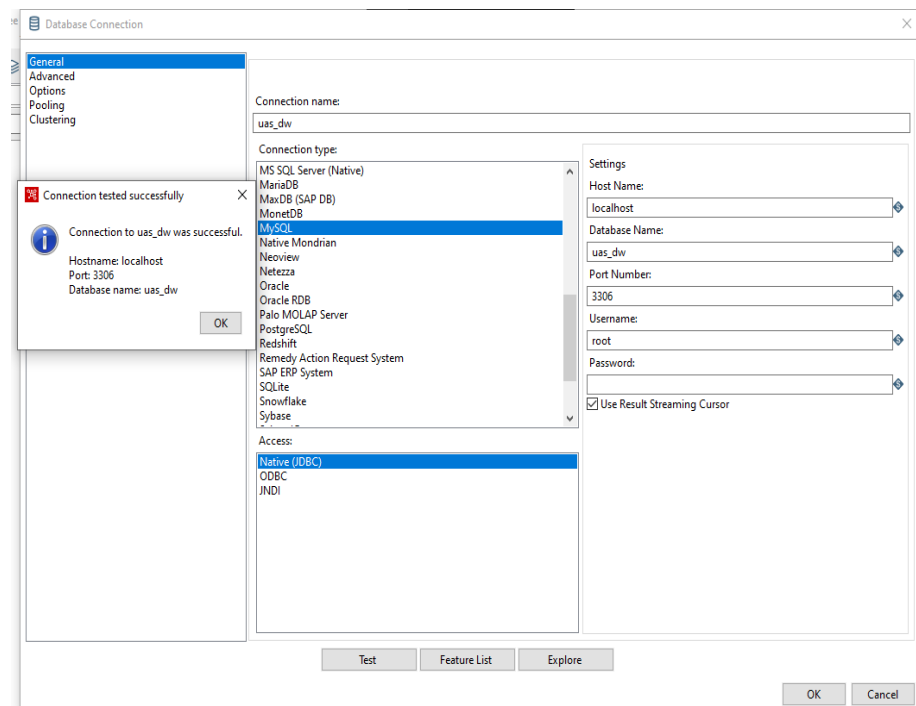 Database Connection
General
Advanced
Options
Pooling
Clustering
Connection name:
uas_dw
Connection type:
MS SQL Server (Native)
MariaDB
MaxDB (SAP DB)
MonetDB
MySQL
Native Mondrian
Neoview
Netezza
Oracle
Oracle RDB
Palo MOLAP Server
PostgreSQL
Redshift
Remedy Action Request System
SAP ERP System
SQLite
Snowflake
Sybase
Access:
Native (JDBC)
ODBC
JNDI
Settings
Host Name:
localhost
Database Name:
uas_dw
Port Number:
3306
Username:
root
Password:
Use Result Streaming Cursor
Connection tested successfully
Connection to uas_dw was successful.
Hostname: localhost
Port: 3306
Database name: uas_dw
OK
Test
Feature List
Explore
OK
Cancel